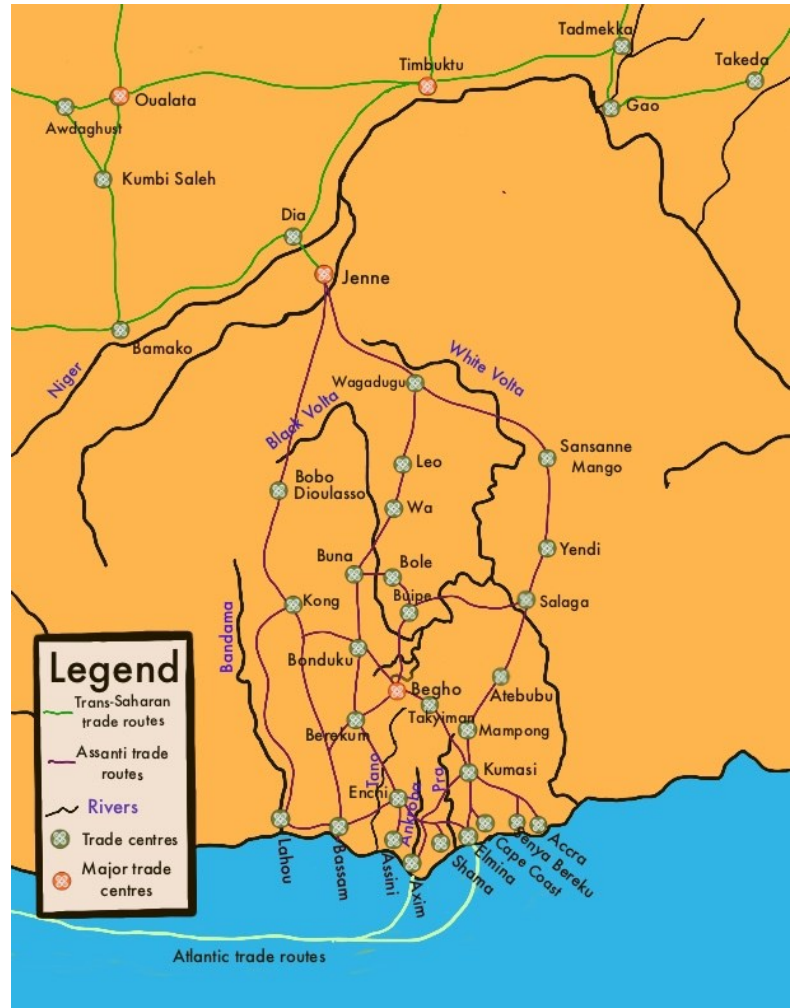 Tadmekka
Timbuktu
Takeda
Oualata
Gao
Awdaghust
Kumbi Saleh
Dia
Jenne
Bamako
Niger
White Volta
Wagadugu
Black Volta
Sansanne
Mango
Leo
Bobo
Dioulasso
Wa
Yendi
Buna
Bole
Buipe
Kong
Salaga
Bandama
Bonduku
Begho
Atebubu
Takyiman
Berekum
Mampong
Tano
Pra
Kumasi
Enchi
Ankroba
Lahou
Bassam
Assini
Axim
Shama
Elmina
Cape Coast
Senya Bereku
Accra
Atlantic trade routes
Legend
Trans-Saharan
trade routes
Assanti trade
routes
Rivers
Trade centres
Major trade
centres